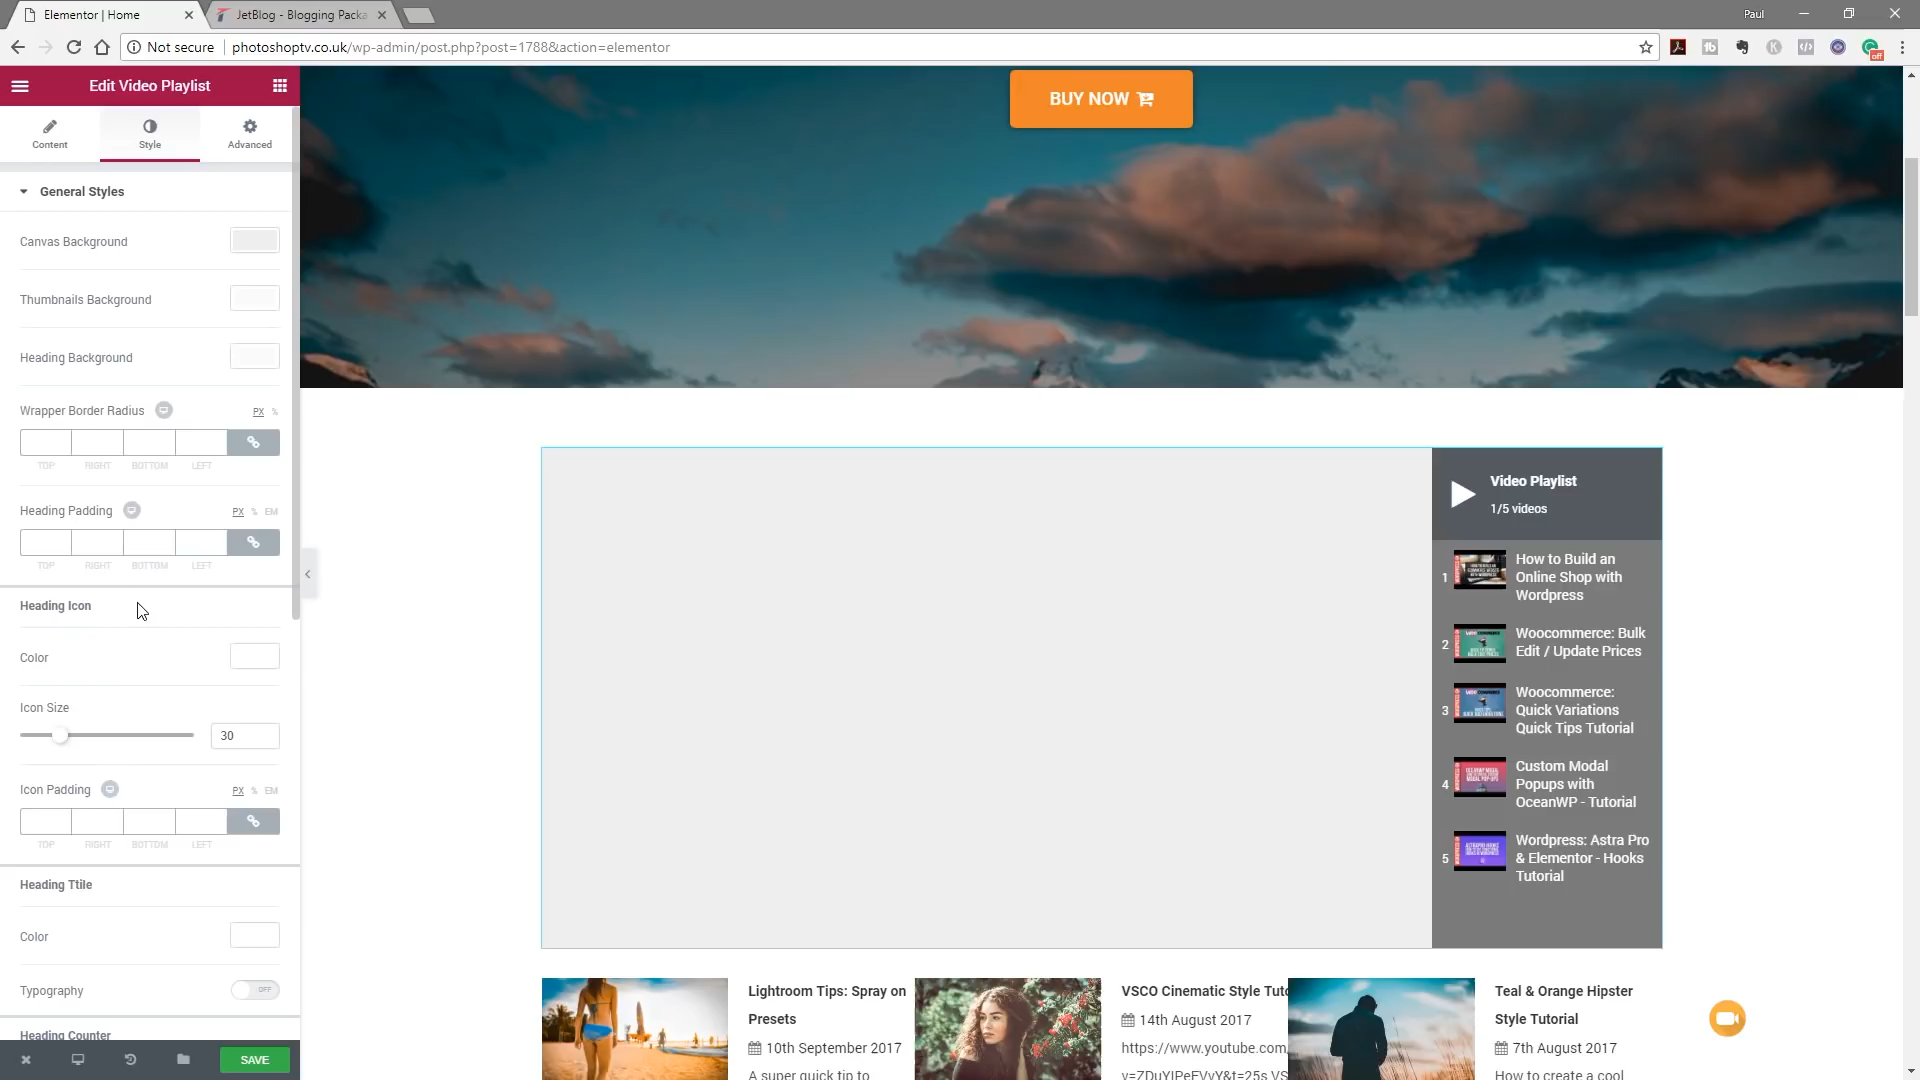 Elementor | Home
JetBlog - Blogging Packa
Paul
Not secure
photoshoptv.co.uk/wp-admin/post.php?post=1788&action=elementor
off
Edit Video Playlist
Content
Style
Advanced
General Styles
Canvas Background
Thumbnails Background
Heading Background
Wrapper Border Radius
PX %
TOP RIGHT BOTTOM LEFT
Heading Padding
PX % EM
TOP RIGHT BOTTOM LEFT
Heading Icon
Color
Icon Size
30
Icon Padding
PX % EM
TOP RIGHT BOTTOM LEFT
Heading Ttile
Color
Typography
OFF
Heading Counter
SAVE
BUY NOW
Video Playlist
1/5 videos
1
How to Build an
Online Shop with
Wordpress
2
Woocommerce: Bulk
Edit / Update Prices
3
Woocommerce:
Quick Variations
Quick Tips Tutorial
4
Custom Modal
Popups with
OceanWP - Tutorial
5
Wordpress: Astra Pro
& Elementor - Hooks
Tutorial
Lightroom Tips: Spray on
Presets
10th September 2017
A super quick tip to
VSCO Cinematic Style Tuto
14th August 2017
https://www.youtube.com/
v=ZDuYIPeFVvY&t=25s VS
Teal & Orange Hipster
Style Tutorial
7th August 2017
How to create a cool